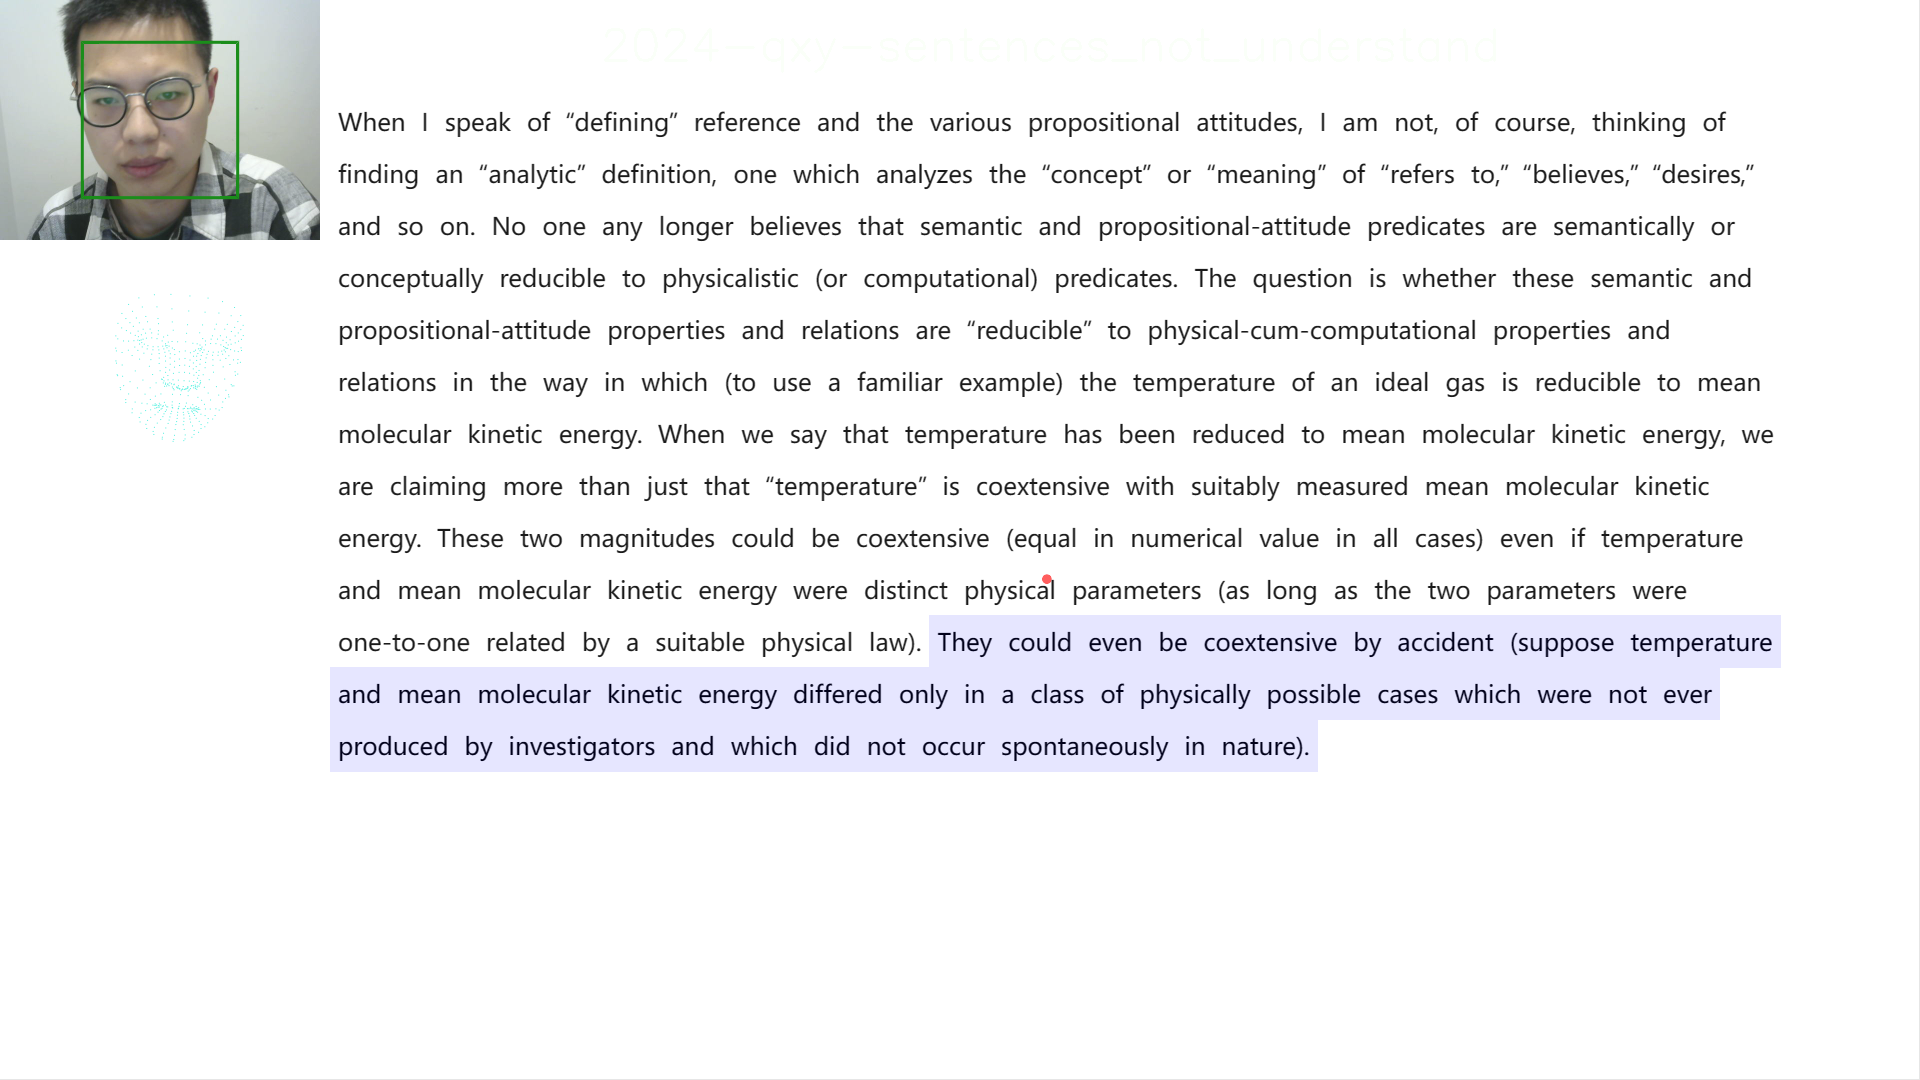 2024-qxy-sentences_not_understand
When I speak of “defining” reference and the various propositional attitudes, I am not, of course, thinking of
finding an “analytic” definition, one which analyzes the “concept” or “meaning” of “refers to,” “believes,” “desires,”
and so on. No one any longer believes that semantic and propositional-attitude predicates are semantically or
conceptually reducible to physicalistic (or computational) predicates. The question is whether these semantic and
propositional-attitude properties and relations are “reducible” to physical-cum-computational properties and
relations in the way in which (to use a familiar example) the temperature of an ideal gas is reducible to mean
molecular kinetic energy. When we say that temperature has been reduced to mean molecular kinetic energy, we
are claiming more than just that “temperature” is coextensive with suitably measured mean molecular kinetic
energy. These two magnitudes could be coextensive (equal in numerical value in all cases) even if temperature
and mean molecular kinetic energy were distinct physical parameters (as long as the two parameters were
one-to-one related by a suitable physical law). They could even be coextensive by accident (suppose temperature
and mean molecular kinetic energy differed only in a class of physically possible cases which were not ever
produced by investigators and which did not occur spontaneously in nature).